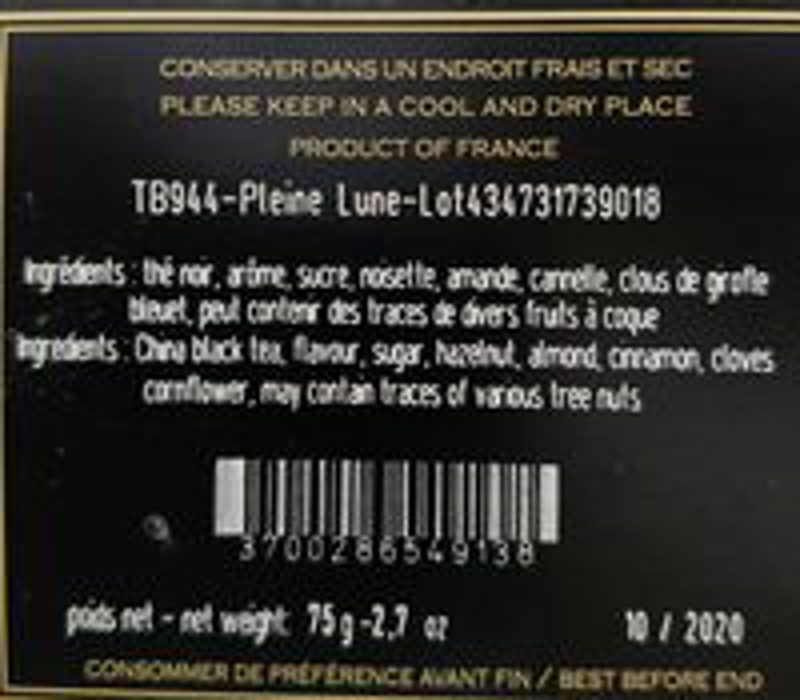 CONSERVER DANS UN ENDROIT FRAIS ET SEC
PLEASE KEEP IN A COOL AND DRY PLACE
PRODUCT OF FRANCE
TB944-Pleine Lune-Lot434731739018
Ingrédients : thé noir, arôme, sucre, noisette, amande, cannelle, clous de girofle
bleuet, peut contenir des traces de divers fruits à coque
Ingredients : China black tea, flavour, sugar, hazelnut, almond, cinnamon, cloves
cornflower, may contain traces of various tree nuts
3700286549138
poids net - net weight: 75 g -2,7 oz
10 / 2020
CONSOMMER DE PRÉFÉRENCE AVANT FIN / BEST BEFORE END